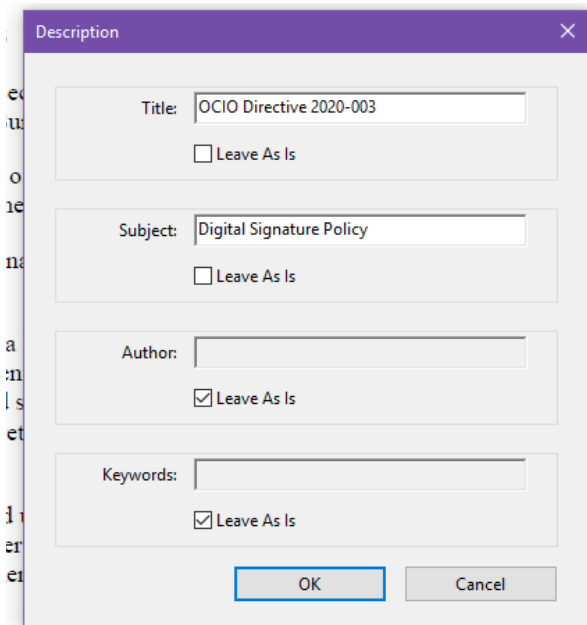 Description
Title: OCIO Directive 2020-003
Leave As Is
Subject: Digital Signature Policy
Leave As Is
Author:
Leave As Is
Keywords:
Leave As Is
OK Cancel